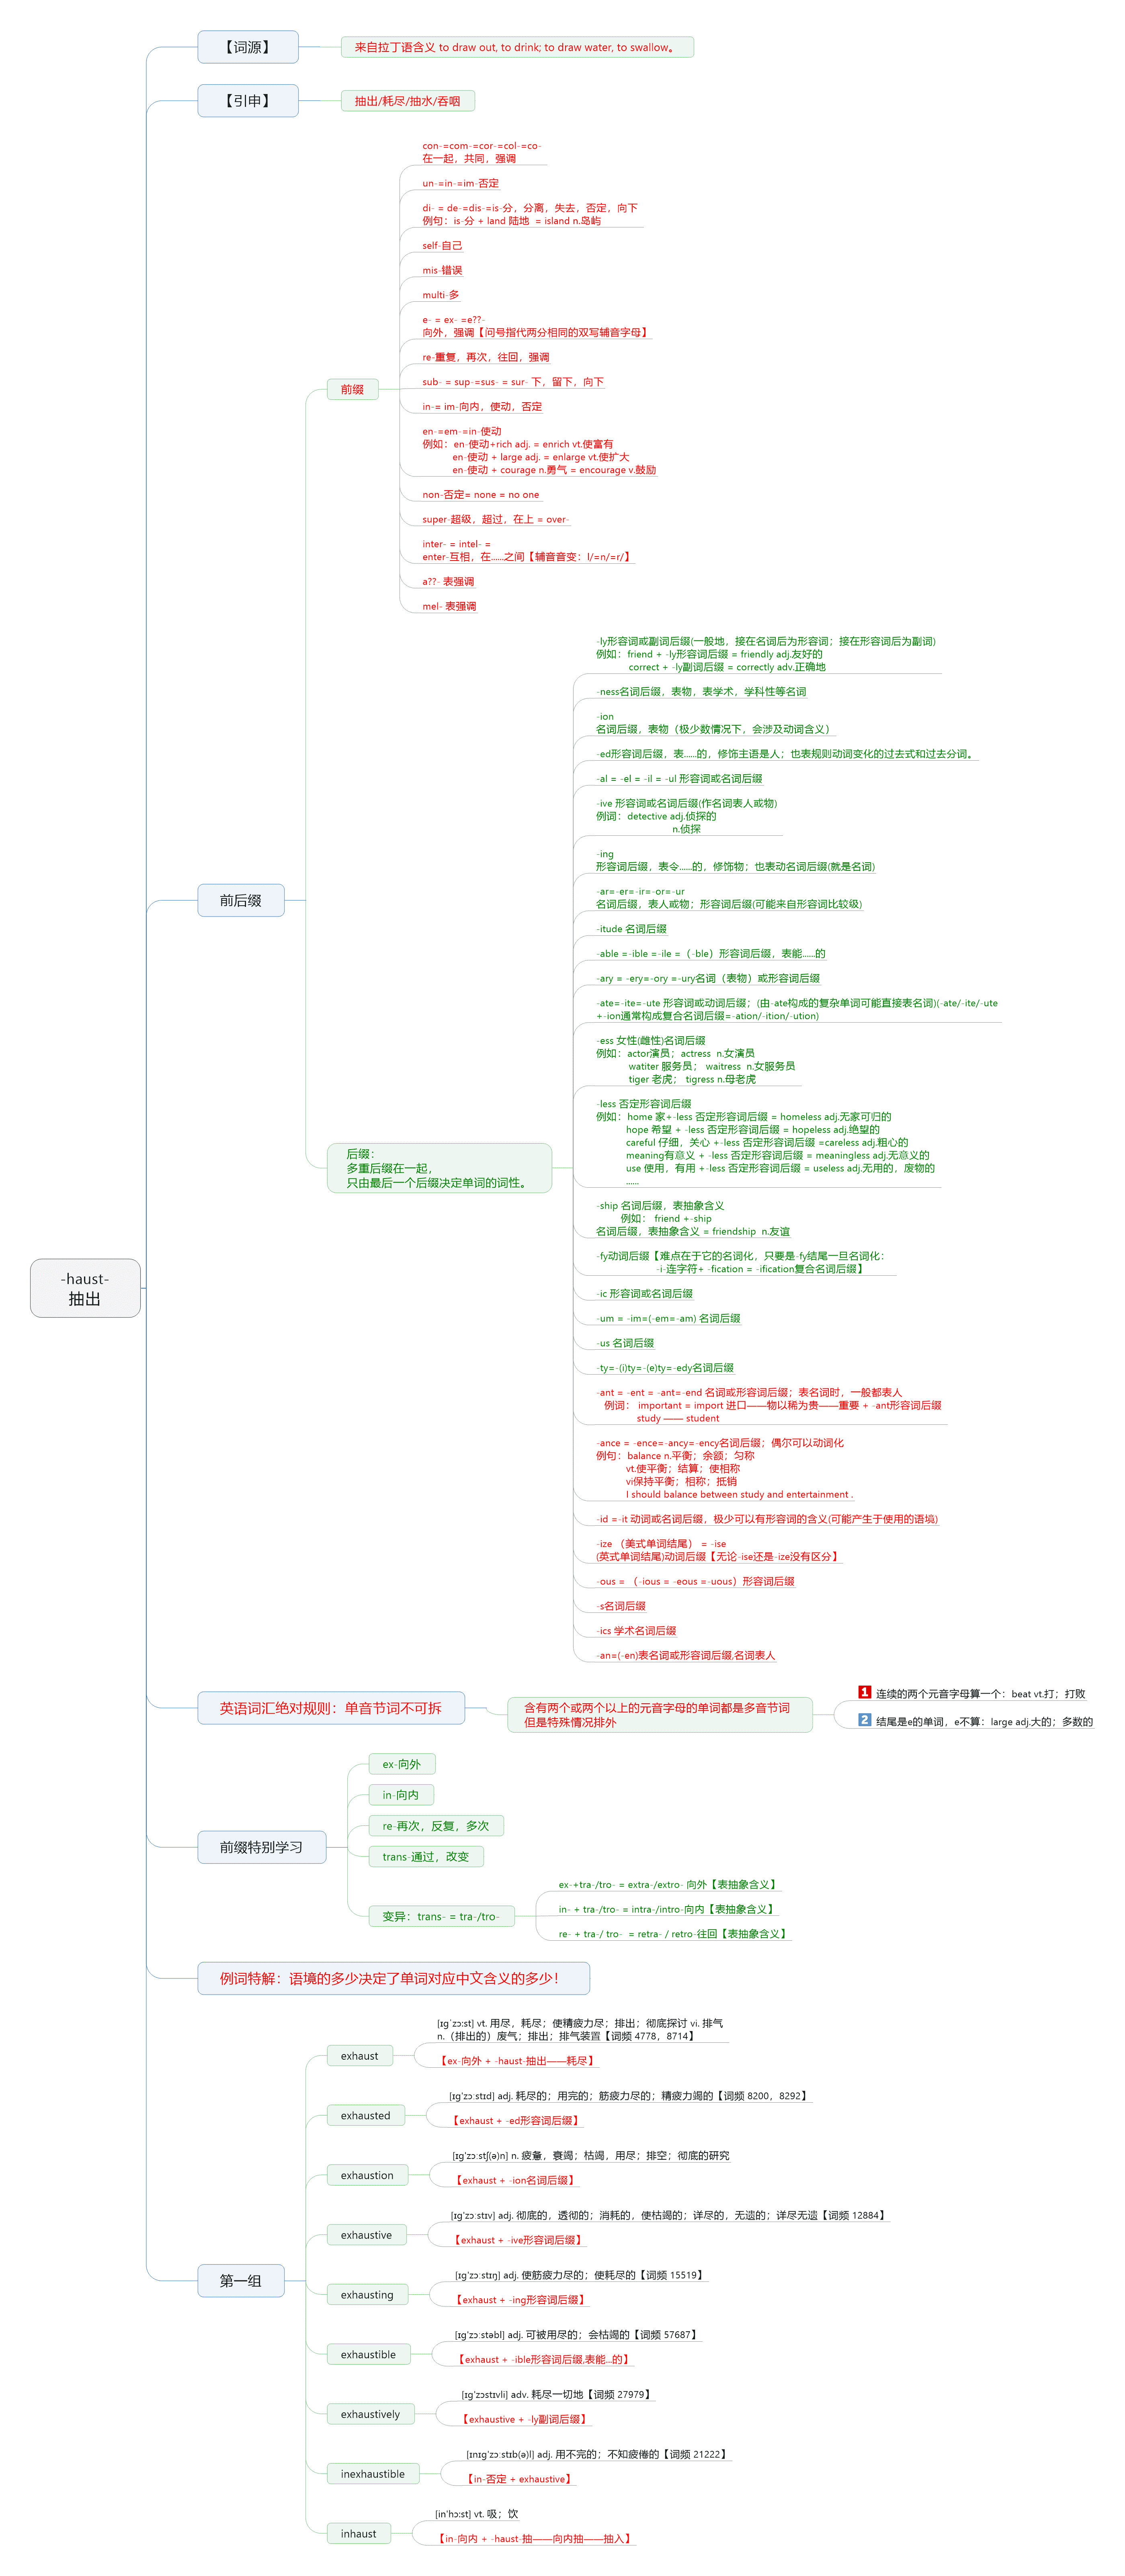 -haust-
抽出
【词源】
来自拉丁语含义 to draw out, to drink; to draw water, to swallow。
【引申】
抽出/耗尽/抽水/吞咽
前后缀
前缀
con-=com-=cor-=col-=co-
在一起，共同，强调
un-=in-=im-否定
di- = de-=dis-=is-分，分离，失去，否定，向下
例句：is-分 + land 陆地  = island n.岛屿
self-自己
mis-错误
multi-多
e- = ex- =e??-
向外，强调【问号指代两分相同的双写辅音字母】
re-重复，再次，往回，强调
sub- = sup-=sus- = sur- 下，留下，向下
in-= im-向内，使动，否定
en-=em-=in-使动
例如：en-使动+rich adj. = enrich vt.使富有
en-使动 + large adj. = enlarge vt.使扩大
en-使动 + courage n.勇气 = encourage v.鼓励
non-否定= none = no one
super-超级，超过，在上 = over-
inter- = intel- =
enter-互相，在……之间【辅音音变：l/=n/=r/】
a??- 表强调
mel- 表强调
后缀：
多重后缀在一起，
只由最后一个后缀决定单词的词性。
-ly形容词或副词后缀(一般地，接在名词后为形容词；接在形容词后为副词)
例如：friend + -ly形容词后缀 = friendly adj.友好的
correct + -ly副词后缀 = correctly adv.正确地
-ness名词后缀，表物，表学术，学科性等名词
-ion
名词后缀，表物（极少数情况下，会涉及动词含义）
-ed形容词后缀，表……的，修饰主语是人；也表规则动词变化的过去式和过去分词。
-al = -el = -il = -ul 形容词或名词后缀
-ive 形容词或名词后缀(作名词表人或物)
例词：detective adj.侦探的
n.侦探
-ing
形容词后缀，表令……的，修饰物；也表动名词后缀(就是名词)
-ar=-er=-ir=-or=-ur
名词后缀，表人或物；形容词后缀(可能来自形容词比较级)
-itude 名词后缀
-able =-ible =-ile =（-ble）形容词后缀，表能……的
-ary = -ery=-ory =-ury名词（表物）或形容词后缀
-ate=-ite=-ute 形容词或动词后缀；(由-ate构成的复杂单词可能直接表名词)(-ate/-ite/-ute
+-ion通常构成复合名词后缀=-ation/-ition/-ution)
-ess 女性(雌性)名词后缀
例如：actor演员；actress  n.女演员
watiter 服务员； waitress  n.女服务员
tiger 老虎； tigress n.母老虎
-less 否定形容词后缀
例如：home 家+-less 否定形容词后缀 = homeless adj.无家可归的
hope 希望 + -less 否定形容词后缀 = hopeless adj.绝望的
careful 仔细，关心 +-less 否定形容词后缀 =careless adj.粗心的
meaning有意义 + -less 否定形容词后缀 = meaningless adj.无意义的
use 使用，有用 +-less 否定形容词后缀 = useless adj.无用的，废物的
……
-ship 名词后缀，表抽象含义
例如： friend +-ship
名词后缀，表抽象含义 = friendship  n.友谊
-fy动词后缀【难点在于它的名词化，只要是-fy结尾一旦名词化：
-i-连字符+ -fication = -ification复合名词后缀】
-ic 形容词或名词后缀
-um = -im=(-em=-am) 名词后缀
-us 名词后缀
-ty=-(i)ty=-(e)ty=-edy名词后缀
-ant = -ent = -ant=-end 名词或形容词后缀；表名词时，一般都表人
例词： important = import 进口——物以稀为贵——重要 + -ant形容词后缀
study —— student
-ance = -ence=-ancy=-ency名词后缀；偶尔可以动词化
例句：balance n.平衡；余额；匀称
vt.使平衡；结算；使相称
vi保持平衡；相称；抵销
I should balance between study and entertainment .
-id =-it 动词或名词后缀，极少可以有形容词的含义(可能产生于使用的语境)
-ize （美式单词结尾） = -ise
(英式单词结尾)动词后缀【无论-ise还是-ize没有区分】
-ous = （-ious = -eous =-uous）形容词后缀
-s名词后缀
-ics 学术名词后缀
-an=(-en)表名词或形容词后缀,名词表人
英语词汇绝对规则：单音节词不可拆
含有两个或两个以上的元音字母的单词都是多音节词
但是特殊情况排外
1 连续的两个元音字母算一个：beat vt.打；打败
2 结尾是e的单词，e不算：large adj.大的；多数的
前缀特别学习
ex-向外
in-向内
re-再次，反复，多次
trans-通过，改变
变异：trans- = tra-/tro-
ex-+tra-/tro- = extra-/extro- 向外【表抽象含义】
in- + tra-/tro- = intra-/intro-向内【表抽象含义】
re- + tra-/ tro-  = retra- / retro-往回【表抽象含义】
例词特解：语境的多少决定了单词对应中文含义的多少！
第一组
exhaust
[ɪɡˈzɔːst] vt. 用尽，耗尽；使精疲力尽；排出；彻底探讨 vi. 排气
n.（排出的）废气；排出；排气装置【词频 4778，8714】
【ex-向外 + -haust-抽出——耗尽】
exhausted
[ɪɡ'zɔːstɪd] adj. 耗尽的；用完的；筋疲力尽的；精疲力竭的【词频 8200，8292】
【exhaust + -ed形容词后缀】
exhaustion
[ɪɡ'zɔːstʃ(ə)n] n. 疲惫，衰竭；枯竭，用尽；排空；彻底的研究
【exhaust + -ion名词后缀】
exhaustive
[ɪɡ'zɔːstɪv] adj. 彻底的，透彻的；消耗的，使枯竭的；详尽的，无遗的；详尽无遗【词频 12884】
【exhaust + -ive形容词后缀】
exhausting
[ɪɡ'zɔːstɪŋ] adj. 使筋疲力尽的；使耗尽的【词频 15519】
【exhaust + -ing形容词后缀】
exhaustible
[ɪɡ'zɔːstəbl] adj. 可被用尽的；会枯竭的【词频 57687】
【exhaust + -ible形容词后缀,表能...的】
exhaustively
[ɪɡ'zɔstɪvli] adv. 耗尽一切地【词频 27979】
【exhaustive + -ly副词后缀】
inexhaustible
[ɪnɪɡ'zɔːstɪb(ə)l] adj. 用不完的；不知疲倦的【词频 21222】
【in-否定 + exhaustive】
inhaust
[in'hɔːst] vt. 吸；饮
【in-向内 + -haust-抽——向内抽——抽入】